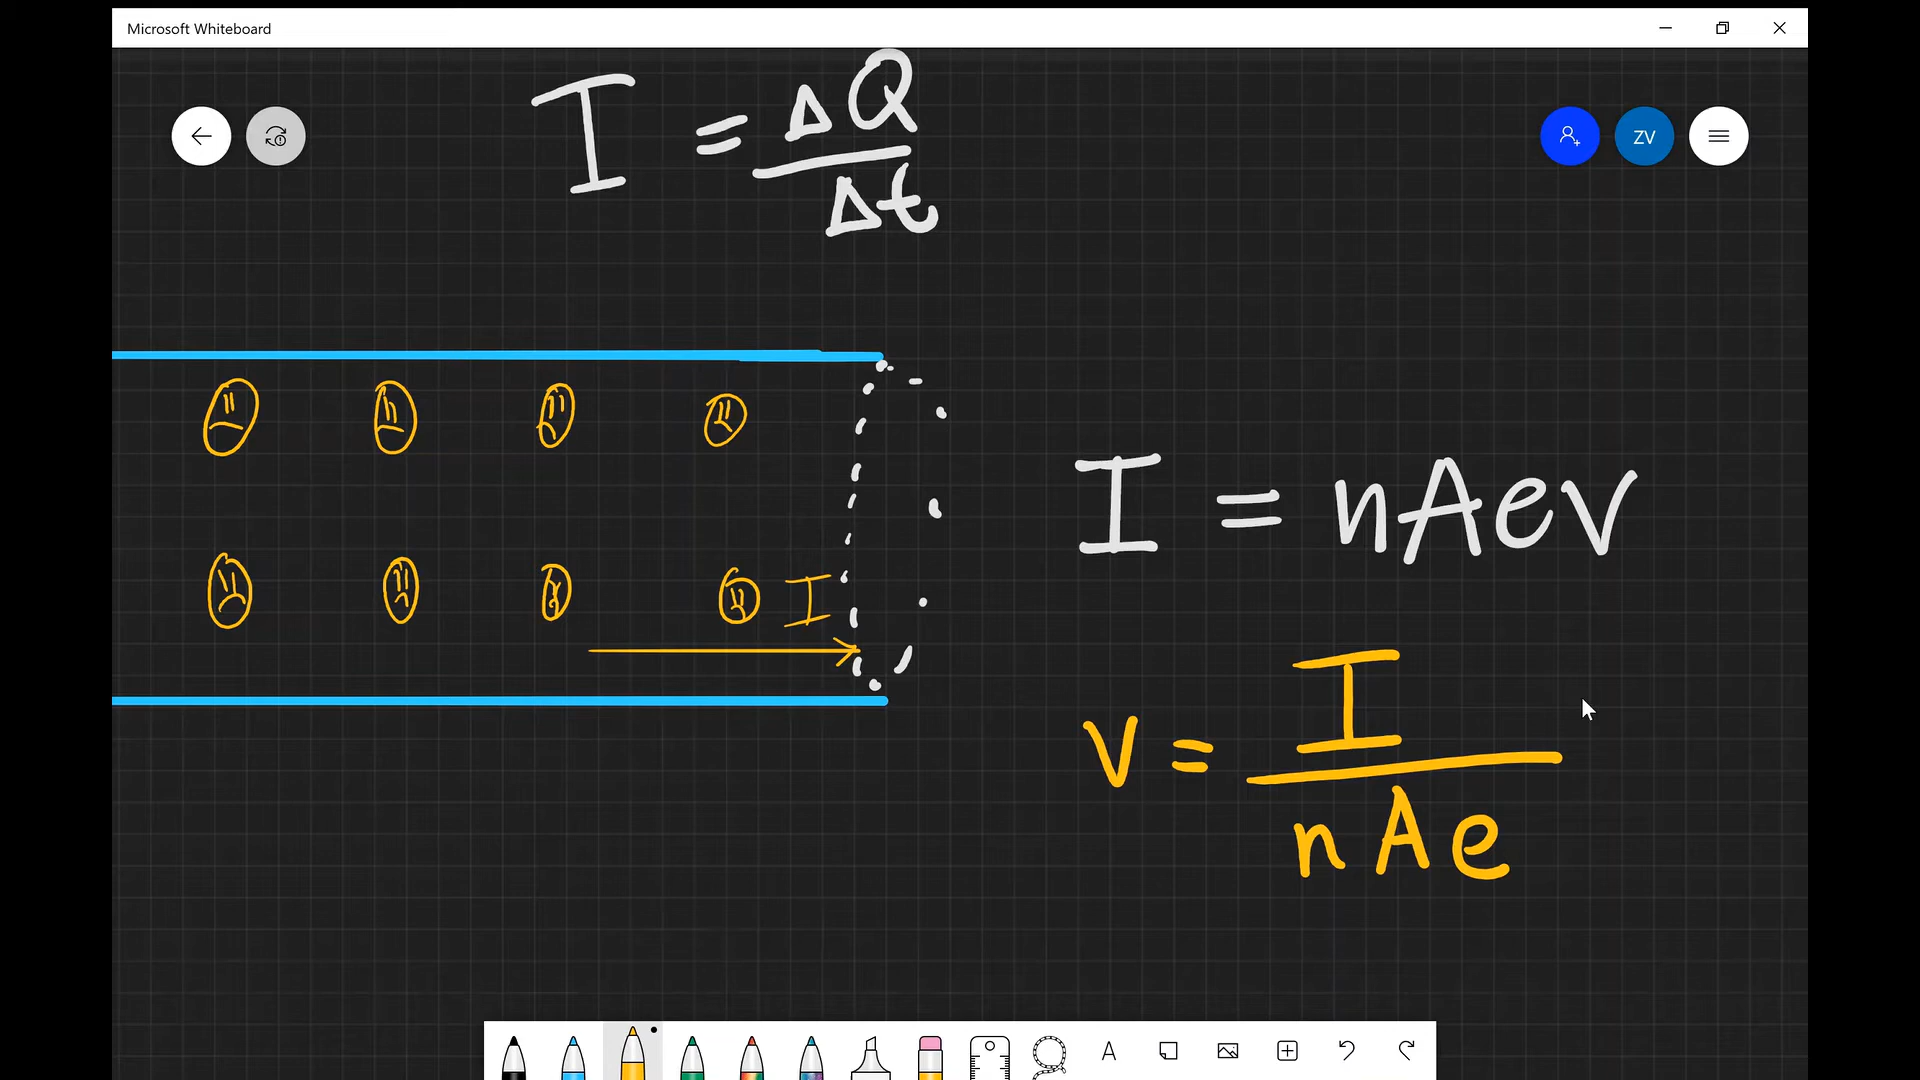 Microsoft Whiteboard
I = ΔQ / Δt
ZV
I = nAev
I
v = I / nAe
A